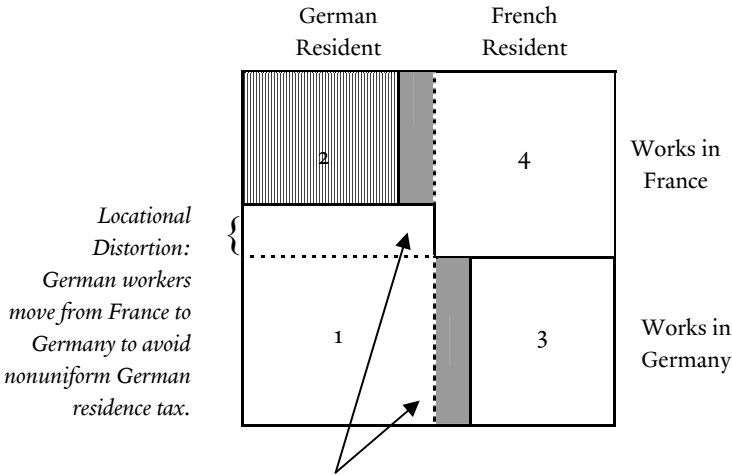 German
Resident
French
Resident
2
4
Works in
France
Locational
Distortion:
German workers
move from France to
Germany to avoid
nonuniform German
residence tax.
{
1
3
Works in
Germany